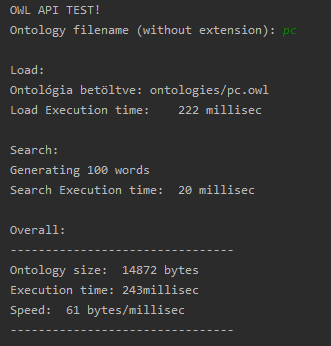 OWL API TEST!
Ontology filename (without extension): pc
Load:
Ontológia betöltve: ontologies/pc.owl
Load Execution time:    222 millisec
Search:
Generating 100 words
Search Execution time:  20 millisec
Overall:
--------------------------------
Ontology size:  14872 bytes
Execution time: 243millisec
Speed:  61 bytes/millisec
--------------------------------